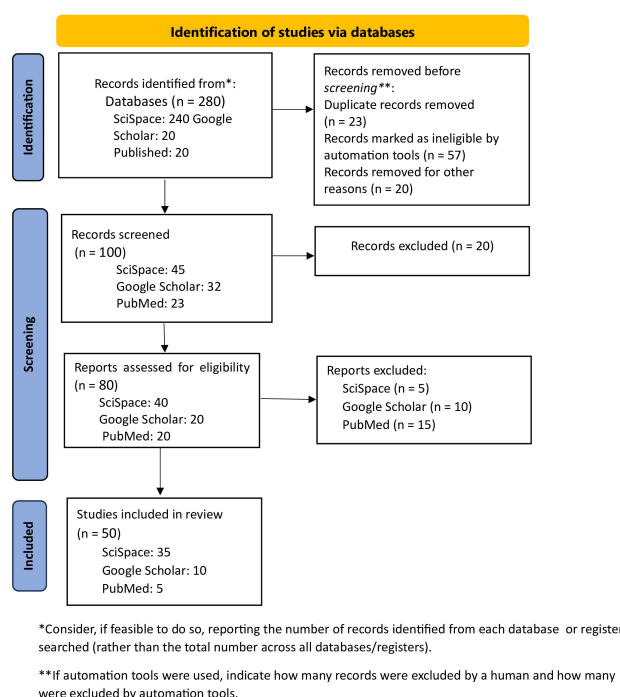 Identification of studies via databases
Identification
Records identified from*:
Databases (n = 280)
SciSpace: 240 Google
Scholar: 20
Published: 20
Records removed before
screening**:
Duplicate records removed
(n = 23)
Records marked as ineligible by
automation tools (n = 57)
Records removed for other
reasons (n = 20)
Screening
Records screened
(n = 100)
SciSpace: 45
Google Scholar: 32
PubMed: 23
Records excluded (n = 20)
Reports assessed for eligibility
(n = 80)
SciSpace: 40
Google Scholar: 20
PubMed: 20
Reports excluded:
SciSpace (n = 5)
Google Scholar (n = 10)
PubMed (n = 15)
Included
Studies included in review
(n = 50)
SciSpace: 35
Google Scholar: 10
PubMed: 5
*Consider, if feasible to do so, reporting the number of records identified from each database or register
searched (rather than the total number across all databases/registers).
**If automation tools were used, indicate how many records were excluded by a human and how many
were excluded by automation tools.